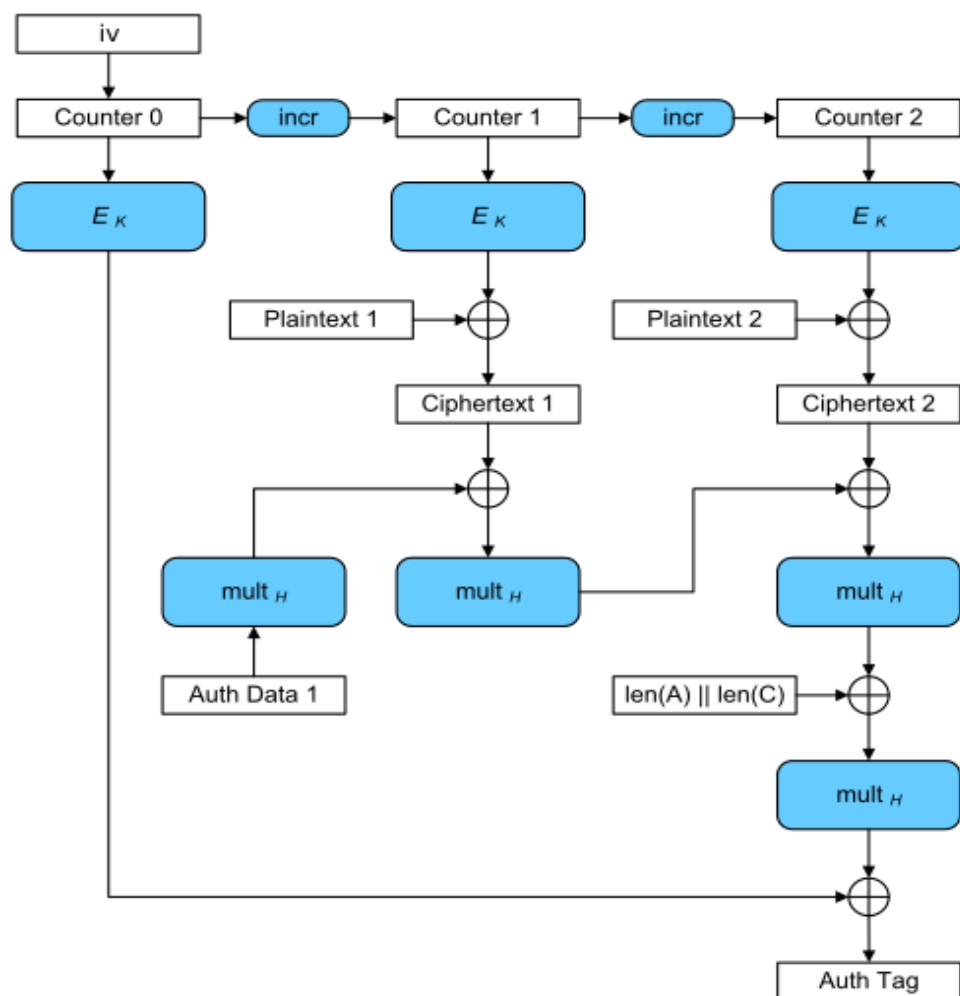 iv
Counter 0
incr
Counter 1
incr
Counter 2
E K
E K
E K
Plaintext 1
Plaintext 2
Ciphertext 1
Ciphertext 2
mult H
mult H
mult H
Auth Data 1
len(A) || len(C)
mult H
Auth Tag